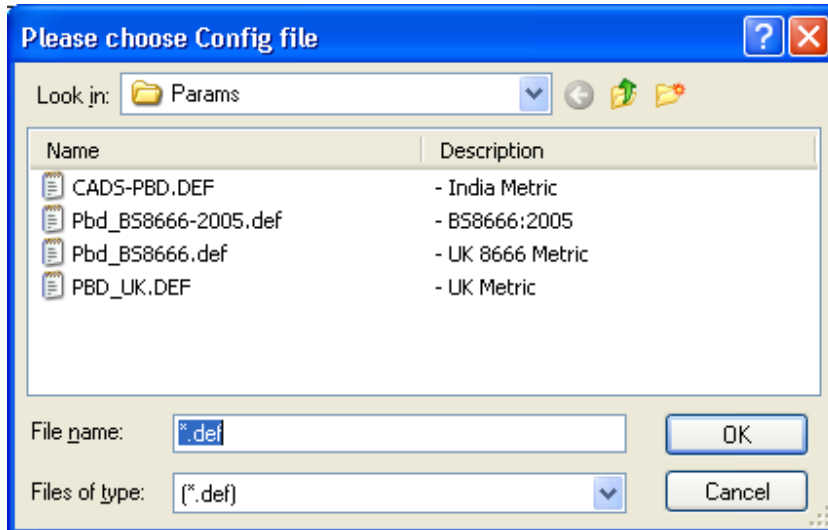 Please choose Config file
Look in: Params
Name Description
CADS-PBD.DEF - India Metric
Pbd_BS8666-2005.def - BS8666:2005
Pbd_BS8666.def - UK 8666 Metric
PBD_UK.DEF - UK Metric
File name: *.def OK
Files of type: (*.def) Cancel